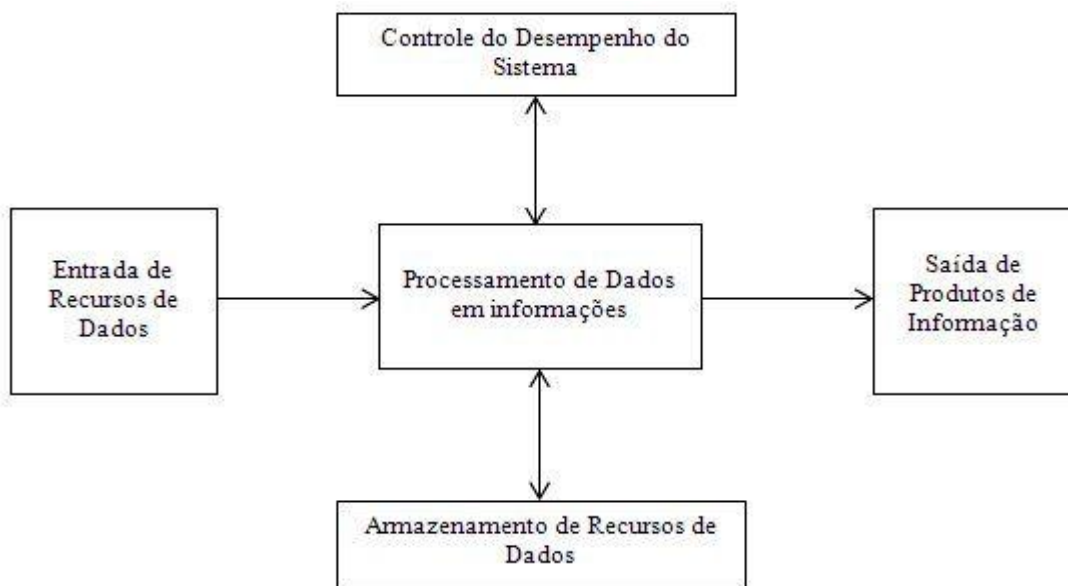 Controle do Desempenho do
Sistema
Entrada de
Recursos de
Dados
Processamento de Dados
em informações
Saída de
Produtos de
Informação
Armazenamento de Recursos de
Dados